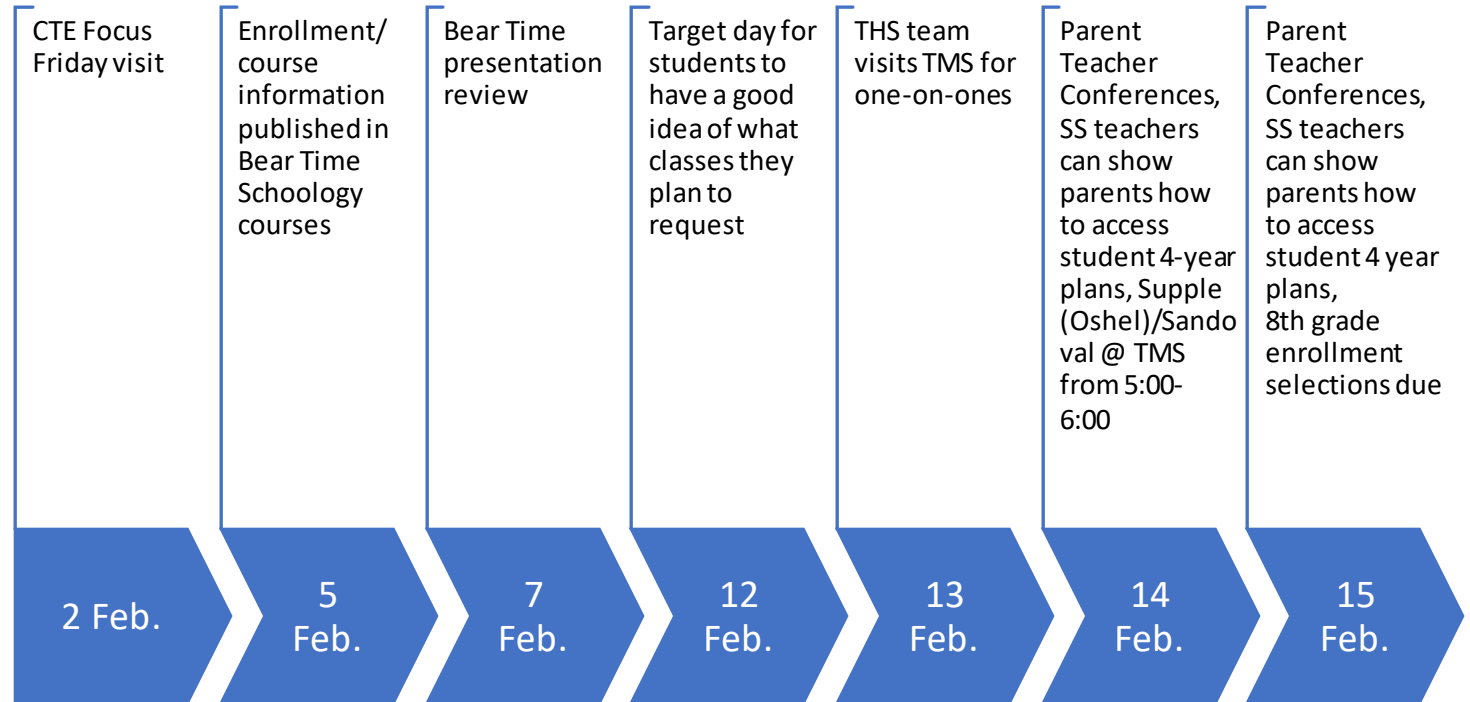 CTE Focus
Friday visit
Enrollment/
course
information
published in
Bear Time
Schoology
courses
Bear Time
presentation
review
Target day for
students to
have a good
idea of what
classes they
plan to
request
THS team
visits TMS for
one-on-ones
Parent
Teacher
Conferences,
SS teachers
can show
parents how
to access
student 4-year
plans, Supple
(Oshel)/Sando
val @ TMS
from 5:00-
6:00
Parent
Teacher
Conferences,
SS teachers
can show
parents how
to access
student 4 year
plans,
8th grade
enrollment
selections due
2 Feb.
5
Feb.
7
Feb.
12
Feb.
13
Feb.
14
Feb.
15
Feb.